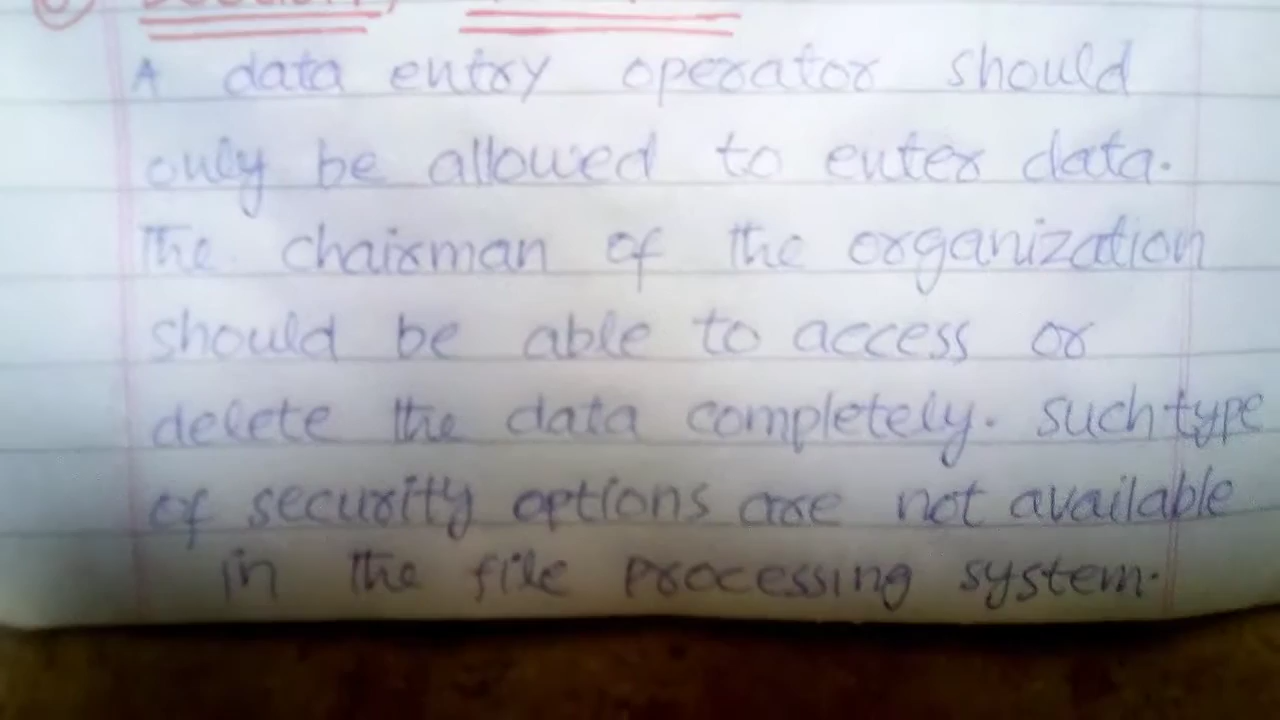 A data entry operator should
only be allowed to enter data.
The chairman of the organization
should be able to access or
delete the data completely. Such type
of security options are not available
in the file processing system.